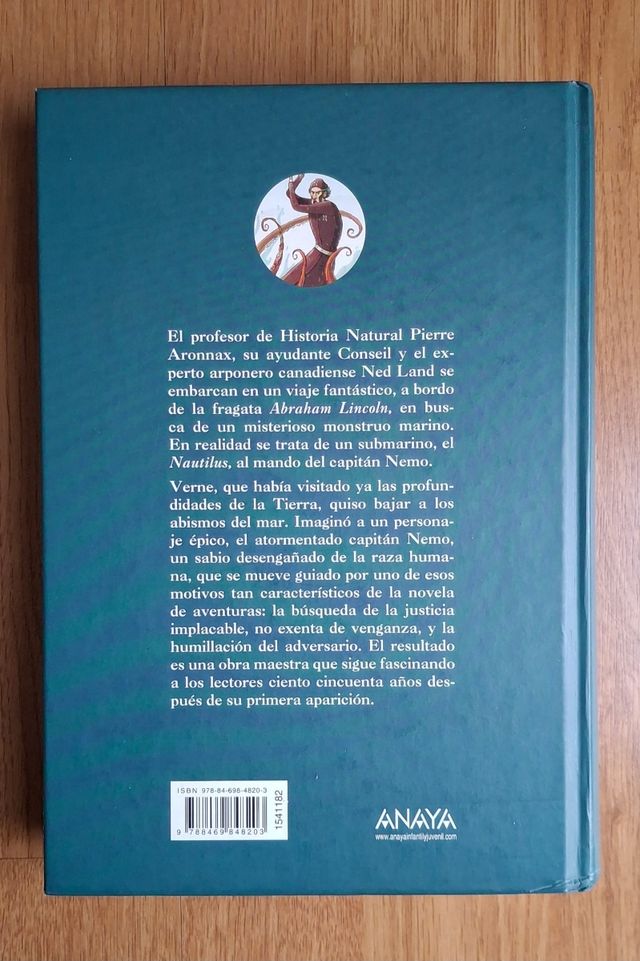 El profesor de Historia Natural Pierre
Aronnax, su ayudante Conseil y el ex-
perto arponero canadiense Ned Land se
embarcan en un viaje fantástico, a bordo
de la fragata Abraham Lincoln, en bus-
ca de un misterioso monstruo marino.
En realidad se trata de un submarino, el
Nautilus, al mando del capitán Nemo.
Verne, que había visitado ya las profun-
didades de la Tierra, quiso bajar a los
abismos del mar. Imaginó a un persona-
je épico, el atormentado capitán Nemo,
un sabio desengañado de la raza huma-
na, que se mueve guiado por uno de esos
motivos tan característicos de la novela
de aventuras: la búsqueda de la justicia
implacable, no exenta de venganza, y la
humillación del adversario. El resultado
es una obra maestra que sigue fascinando
a los lectores ciento cincuenta años des-
pués de su primera aparición.
ISBN 978-84-698-4820-3
1541182
9 788469 848203
ANAYA
www.anayainfantilyjuvenil.com